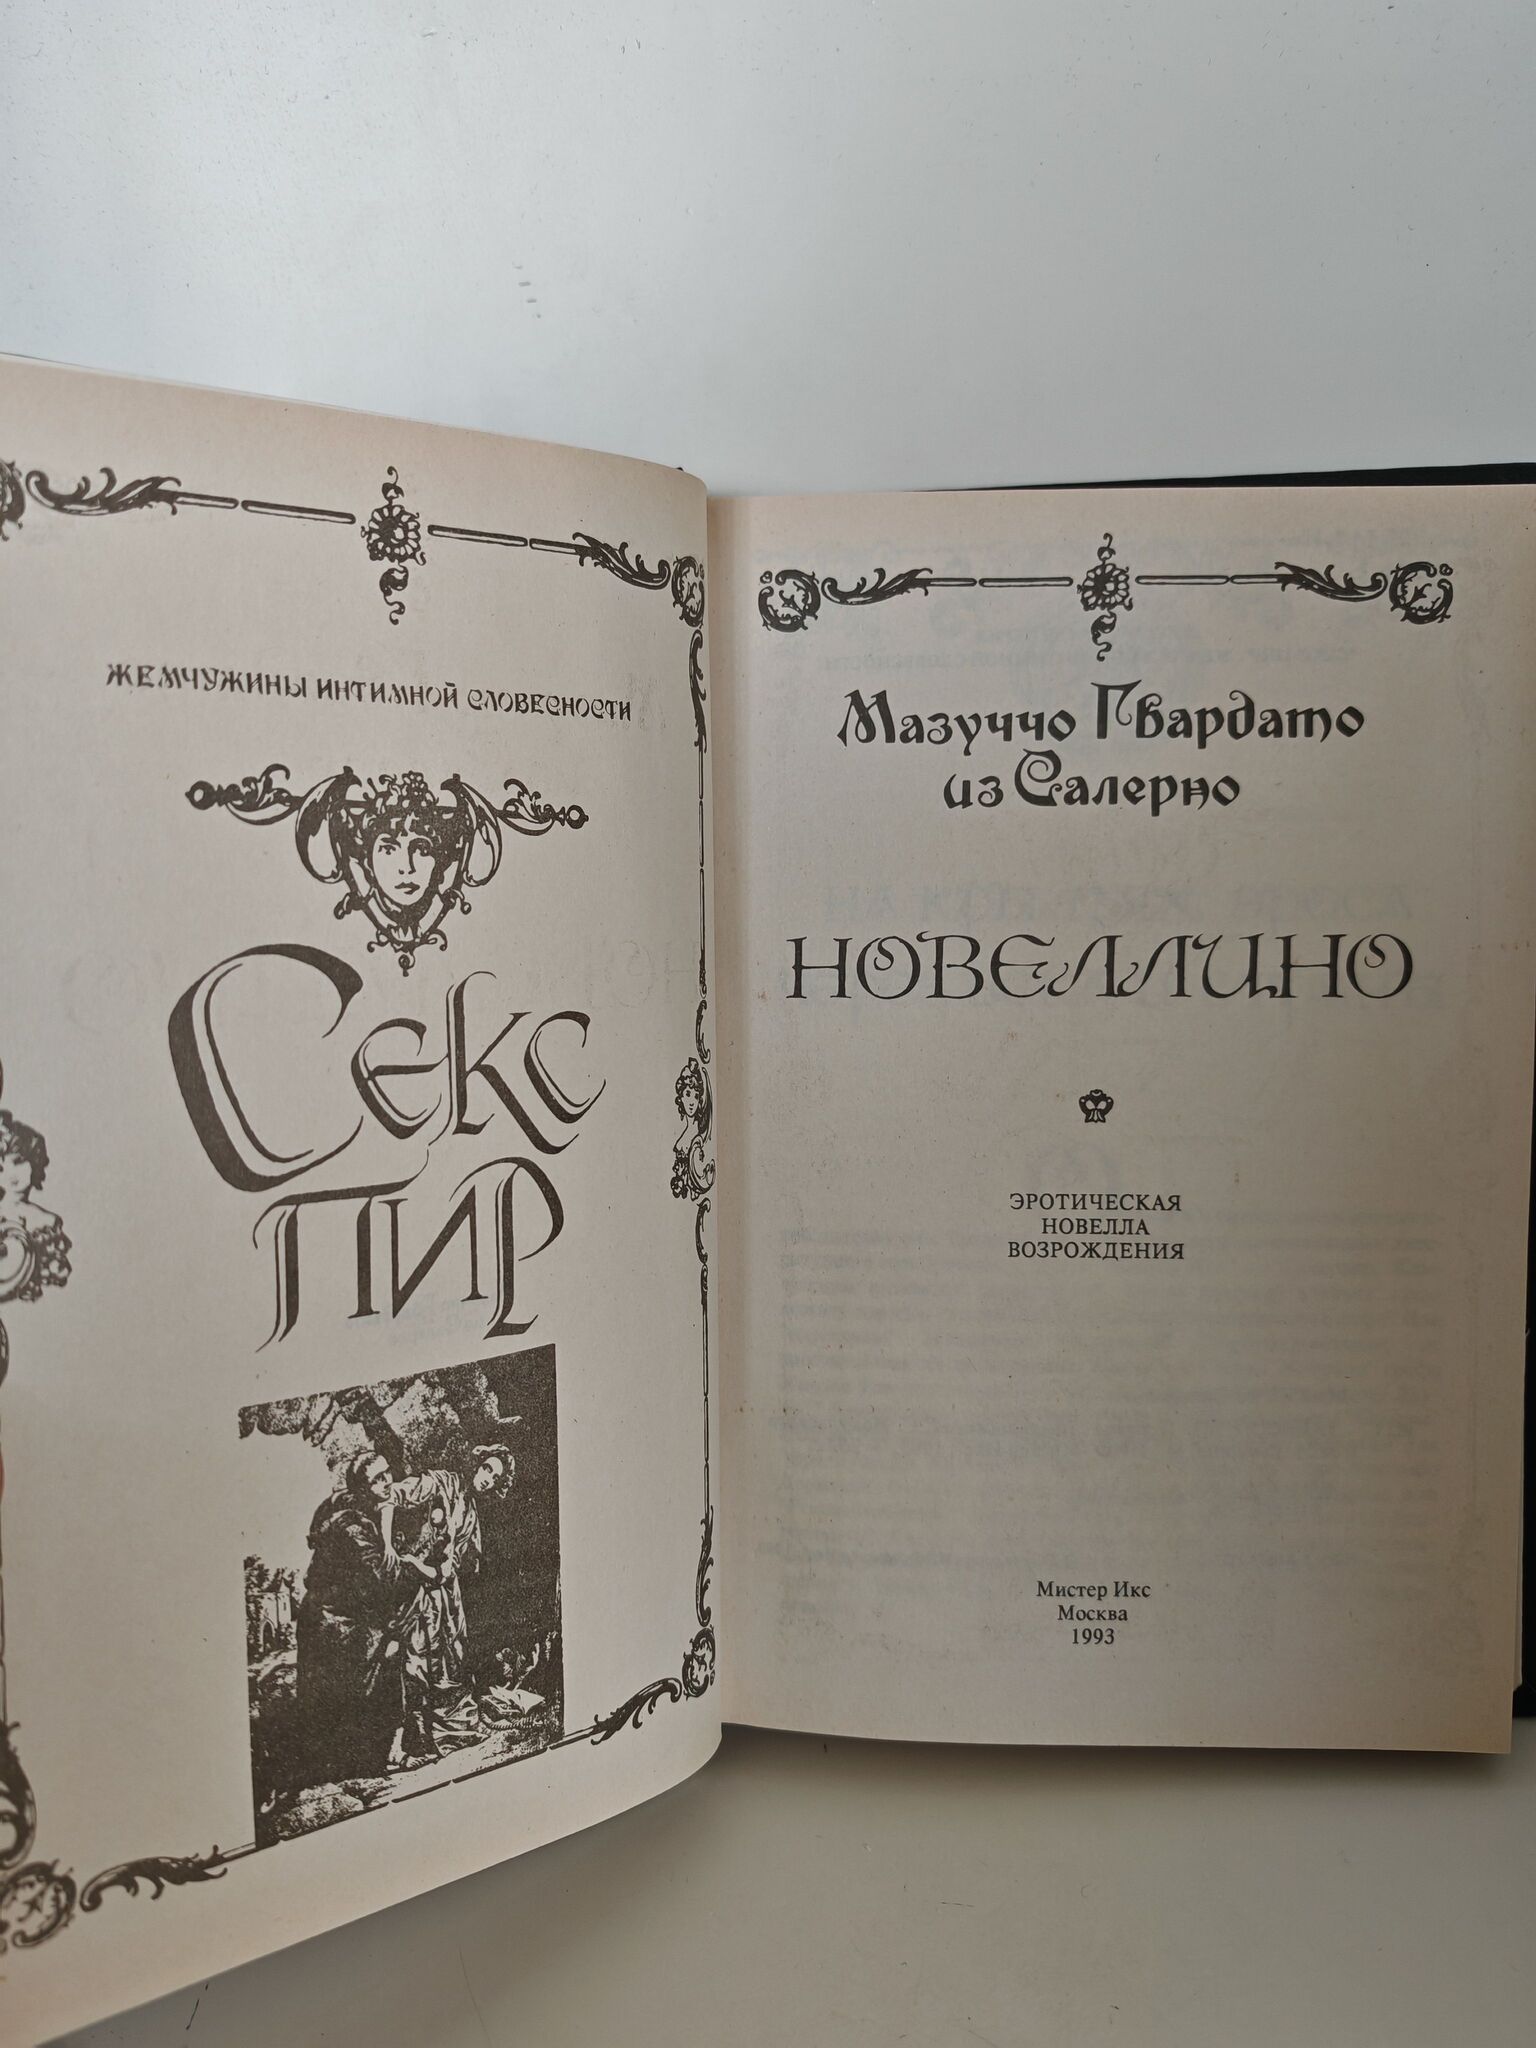 ЖЕМЧУЖИНЫ ИНТИМНОЙ СЛОВЕСНОСТИ
СЕКС
ПИР
Мазуччо Гвардато
из Салерно
НОВЕЛЛИНО
ЭРОТИЧЕСКАЯ
НОВЕЛЛА
ВОЗРОЖДЕНИЯ
Мистер Икс
Москва
1993